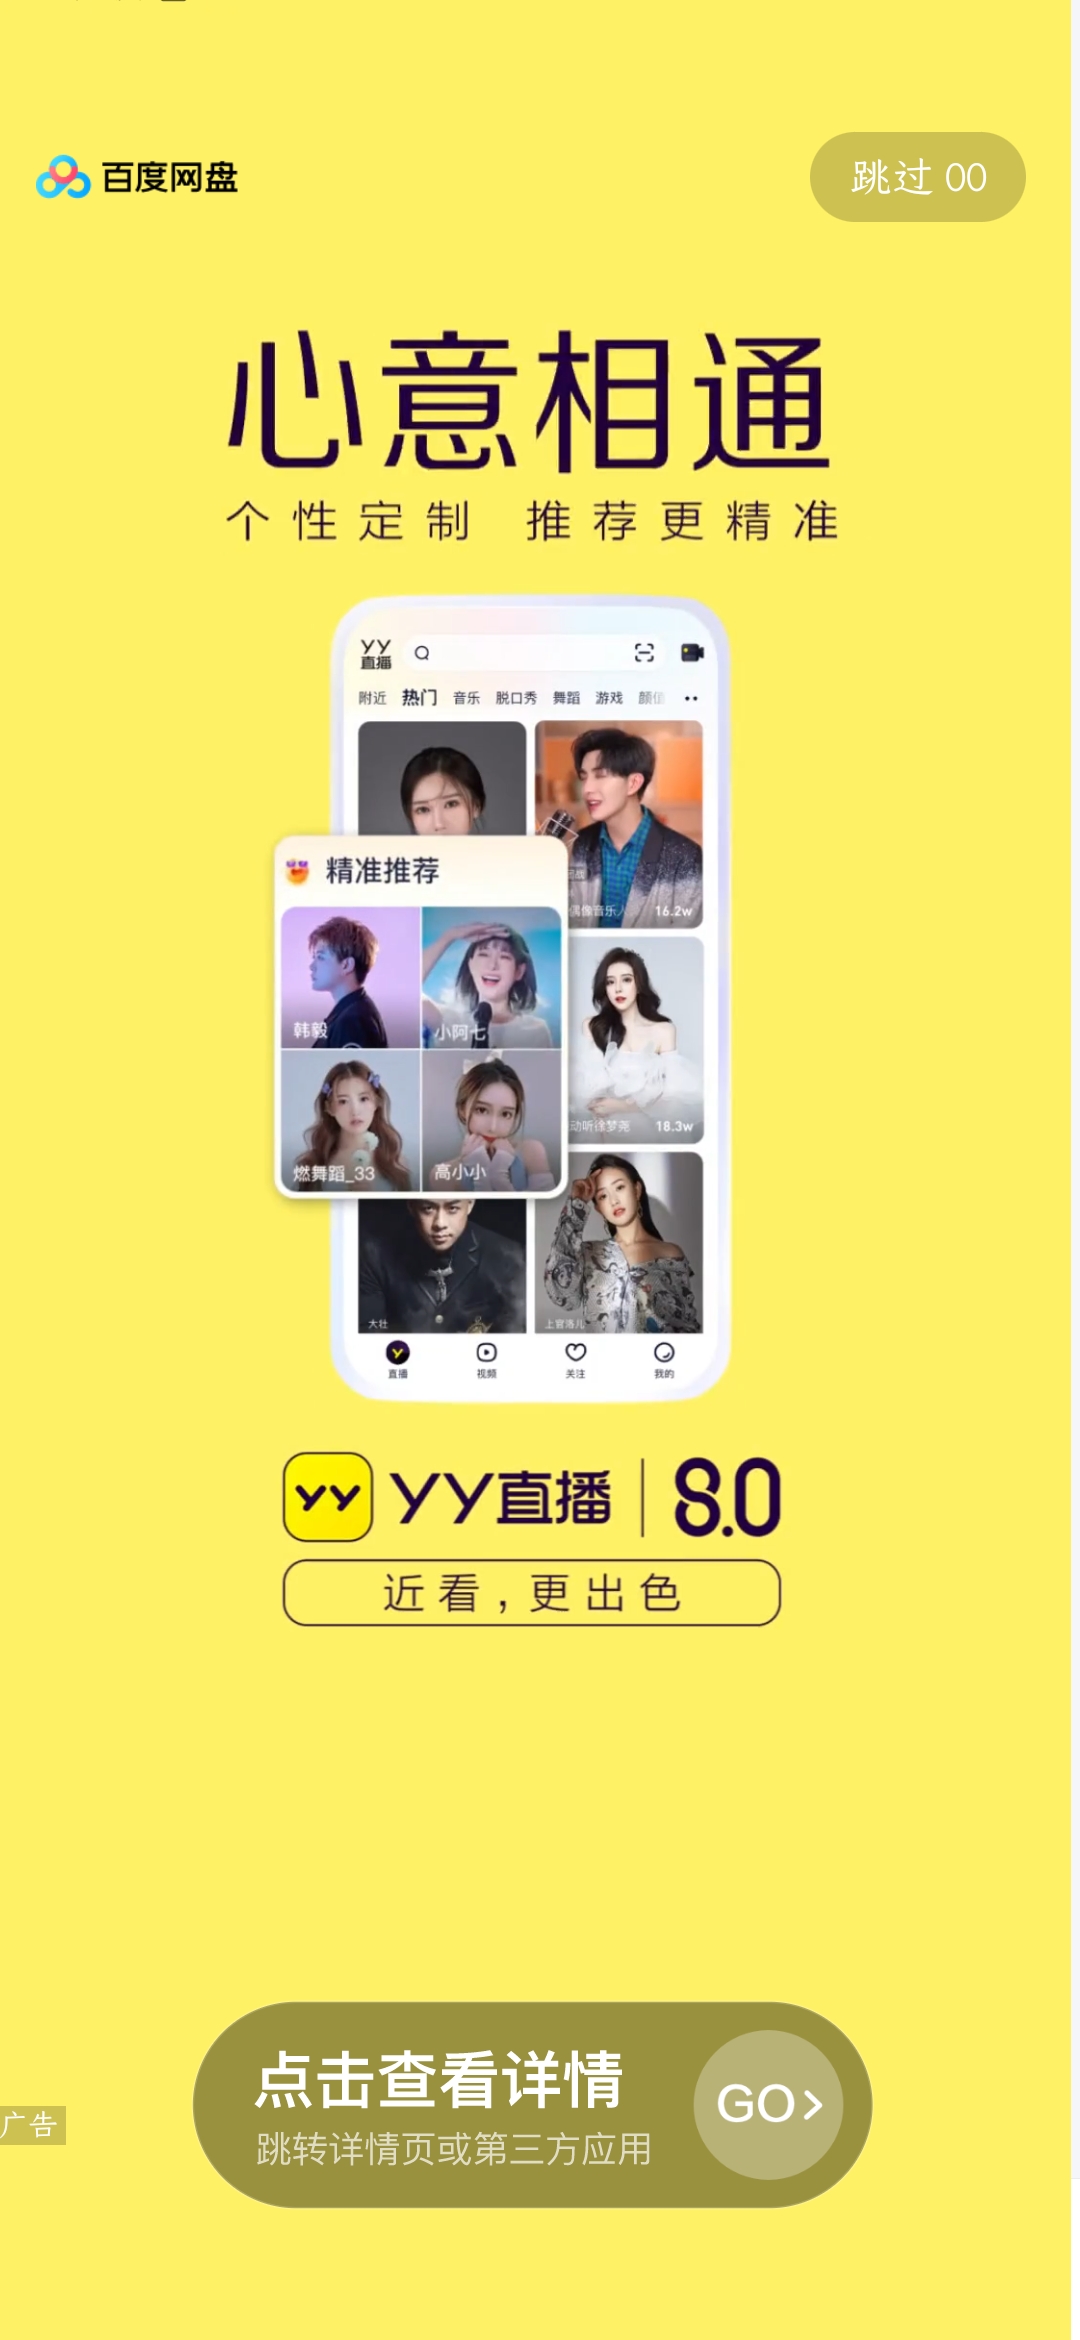 百度网盘
跳过 00
心意相通
个性定制 推荐更精准
YY
直播
附近 热门 音乐 脱口秀 舞蹈 游戏 颜值
精准推荐
偶像音乐人 16.2w
韩毅
小阿七
动听徐梦尧 18.3w
燃舞蹈_33
高小小
大壮
上官洛儿
直播 视频 关注 我的
YY YY直播 8.0
近看,更出色
点击查看详情
GO>
广告
跳转详情页或第三方应用